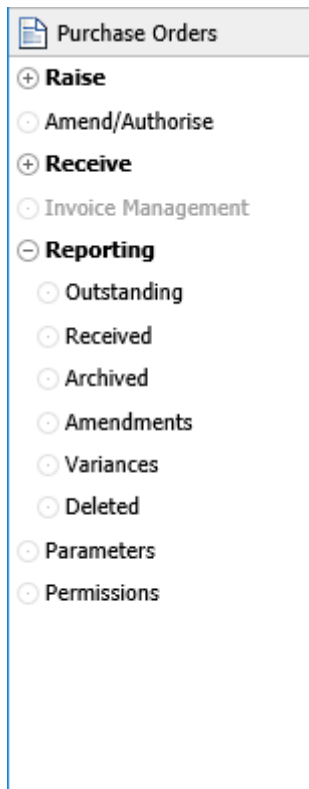 Purchase Orders
Raise
Amend/Authorise
Receive
Invoice Management
Reporting
Outstanding
Received
Archived
Amendments
Variances
Deleted
Parameters
Permissions